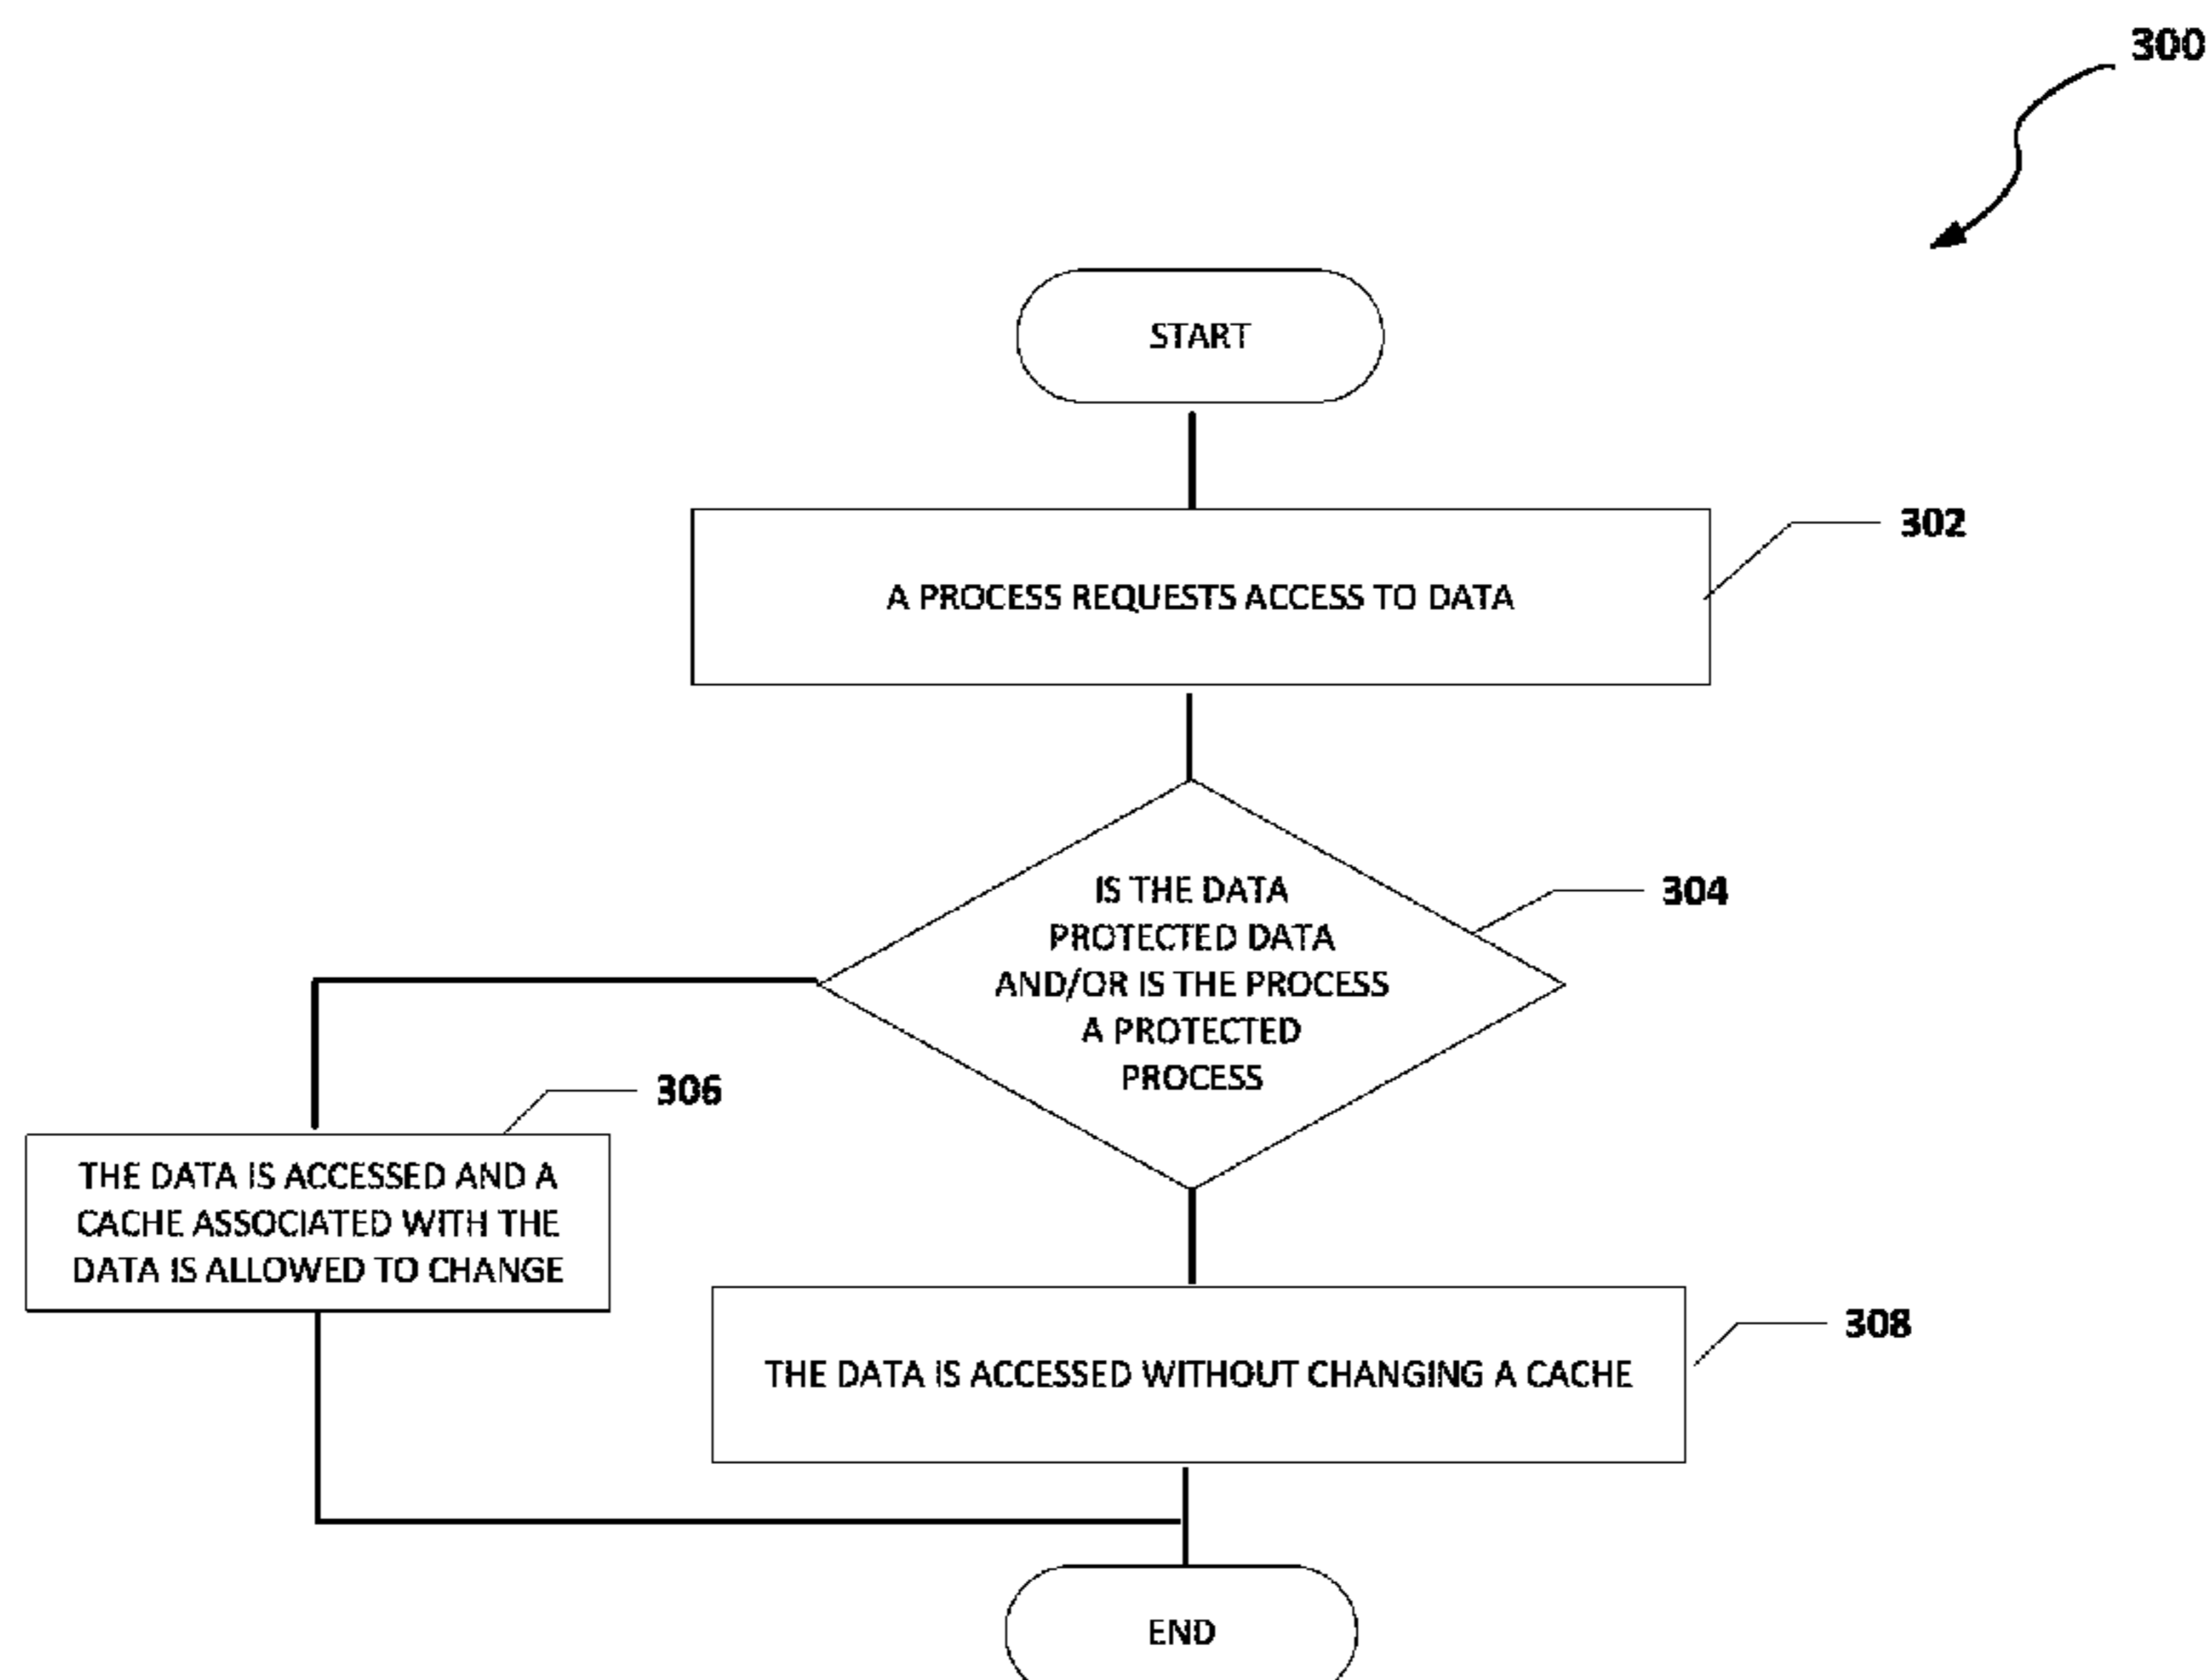 300
START
A PROCESS REQUESTS ACCESS TO DATA
302
IS THE DATA
PROTECTED DATA
AND/OR IS THE PROCESS
A PROTECTED
PROCESS
304
306
THE DATA IS ACCESSED AND A
CACHE ASSOCIATED WITH THE
DATA IS ALLOWED TO CHANGE
308
THE DATA IS ACCESSED WITHOUT CHANGING A CACHE
END